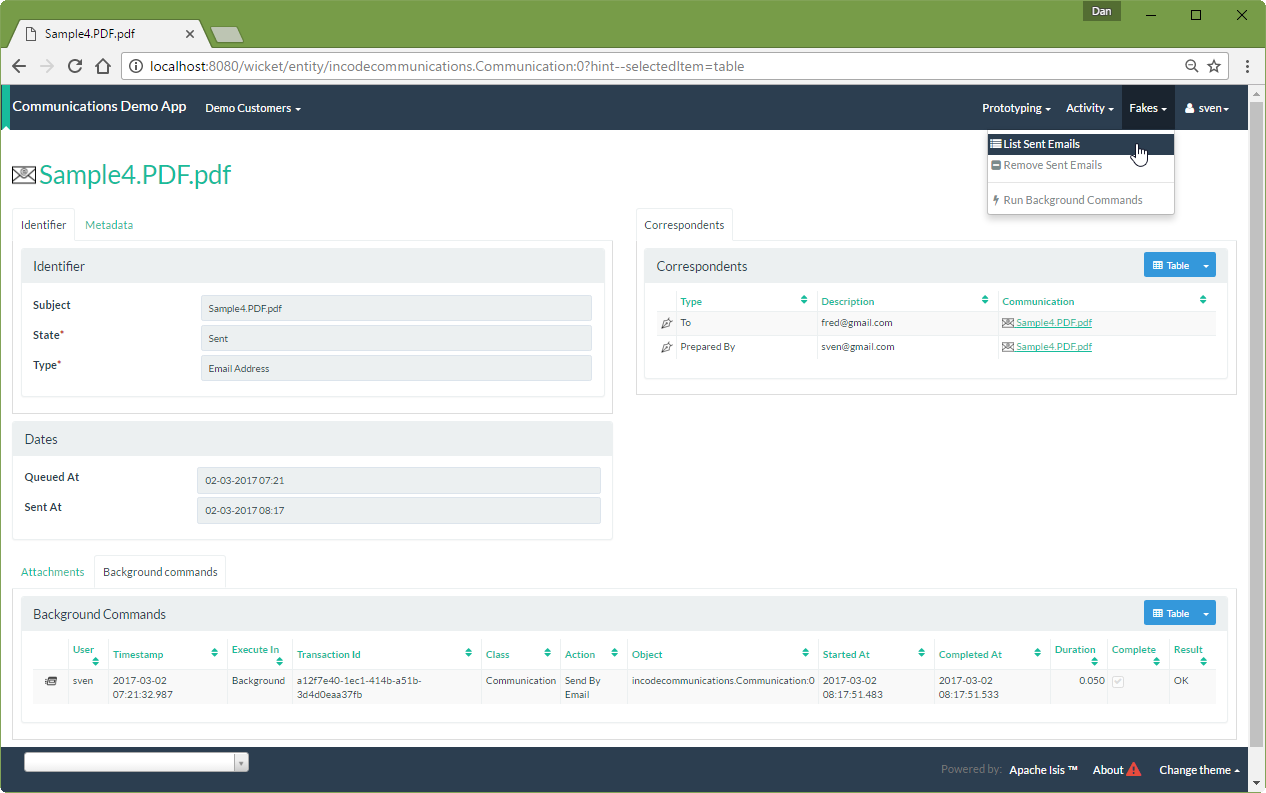 Dan
Sample4.PDF.pdf
localhost:8080/wicket/entity/incodecommunications.Communication:0?hint--selectedItem=table
Communications Demo App Demo Customers Prototyping Activity Fakes sven
List Sent Emails
Remove Sent Emails
Run Background Commands
Sample4.PDF.pdf
Identifier Metadata
Identifier
Subject Sample4.PDF.pdf
State* Sent
Type* Email Address
Correspondents
Correspondents Table
Type Description Communication
To fred@gmail.com Sample4.PDF.pdf
Prepared By sven@gmail.com Sample4.PDF.pdf
Dates
Queued At 02-03-2017 07:21
Sent At 02-03-2017 08:17
Attachments Background commands
Background Commands Table
User Timestamp Execute In Transaction Id Class Action Object Started At Completed At Duration Complete Result
sven 2017-03-02 Background a12f7e40-1ec1-414b-a51b- Communication Send By incodecommunications.Communication:0 2017-03-02 2017-03-02 0.050 OK
07:21:32.987 3d4d0eaa37fb Email 08:17:51.483 08:17:51.533
Powered by: Apache Isis ™ About Change theme